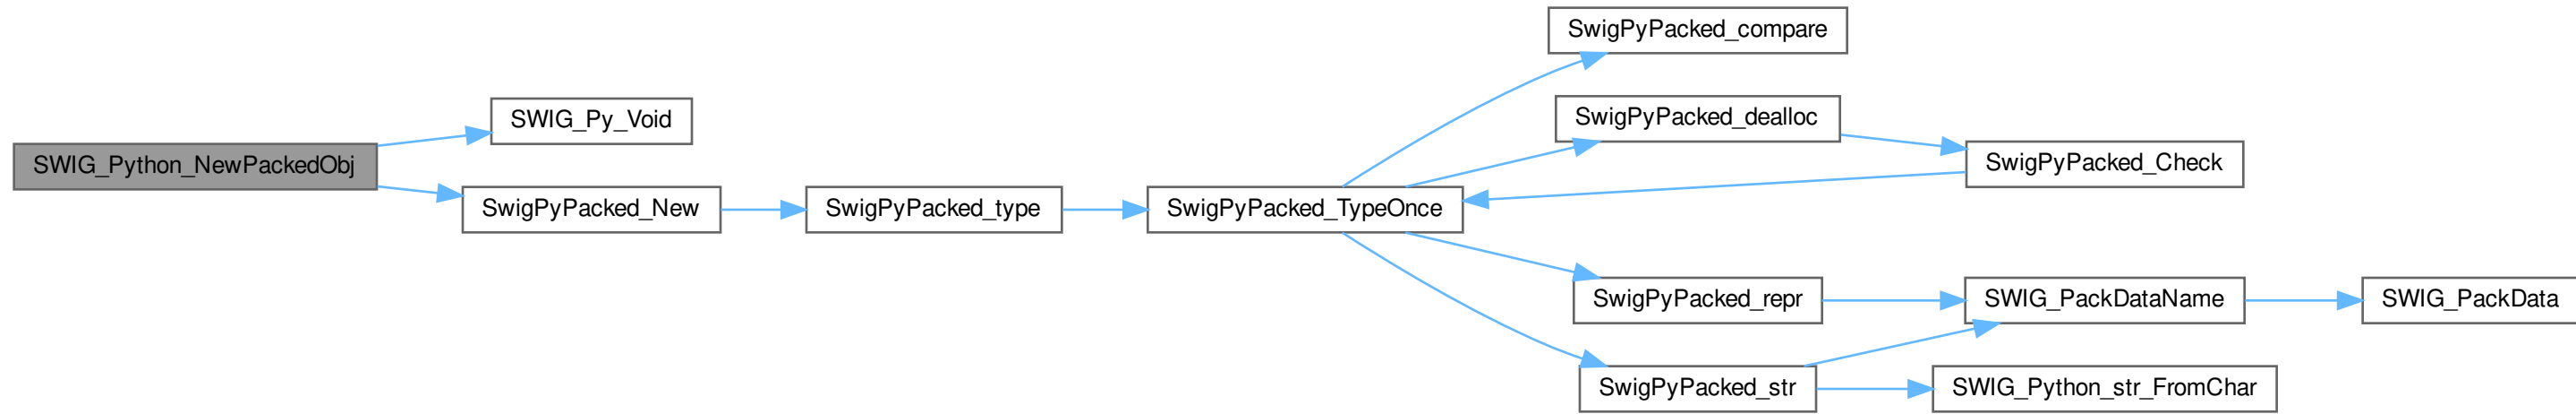 SWIG_Python_NewPackedObj
SWIG_Py_Void
SwigPyPacked_New
SwigPyPacked_type
SwigPyPacked_TypeOnce
SwigPyPacked_compare
SwigPyPacked_dealloc
SwigPyPacked_Check
SwigPyPacked_repr
SWIG_PackDataName
SWIG_PackData
SwigPyPacked_str
SWIG_Python_str_FromChar